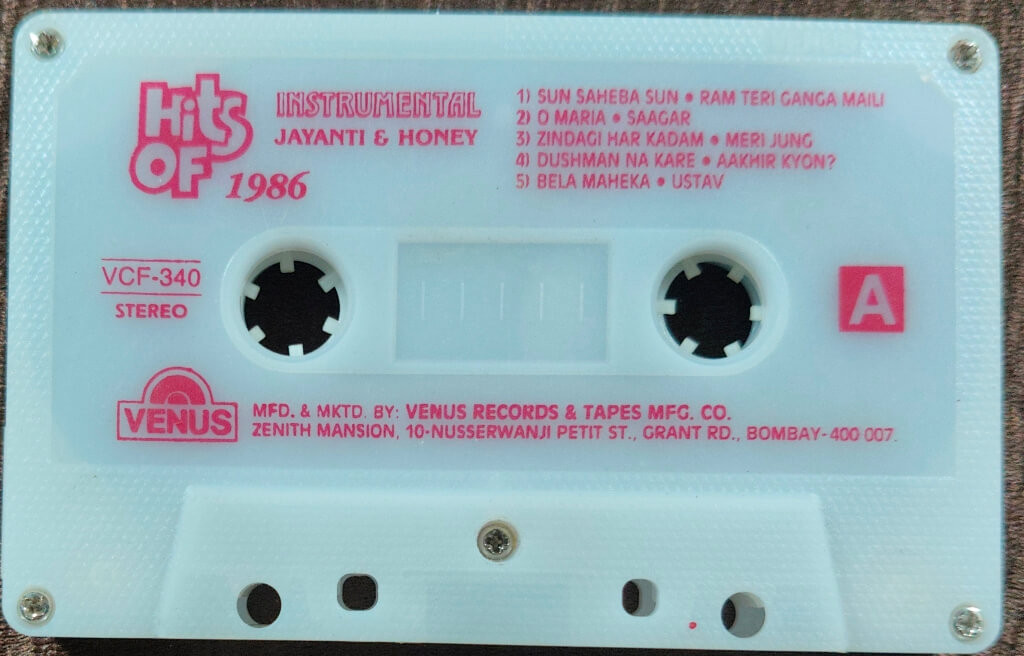 Hits
OF 1986
INSTRUMENTAL
JAYANTI & HONEY
1) SUN SAHEBA SUN • RAM TERI GANGA MAILI
2) O MARIA • SAAGAR
3) ZINDAGI HAR KADAM • MERI JUNG
4) DUSHMAN NA KARE • AAKHIR KYON?
5) BELA MAHEKA • USTAV
VCF-340
STEREO
A
VENUS
MFD. & MKTD. BY: VENUS RECORDS & TAPES MFG. CO.
ZENITH MANSION, 10-NUSSERWANJI PETIT ST., GRANT RD., BOMBAY-400 007.